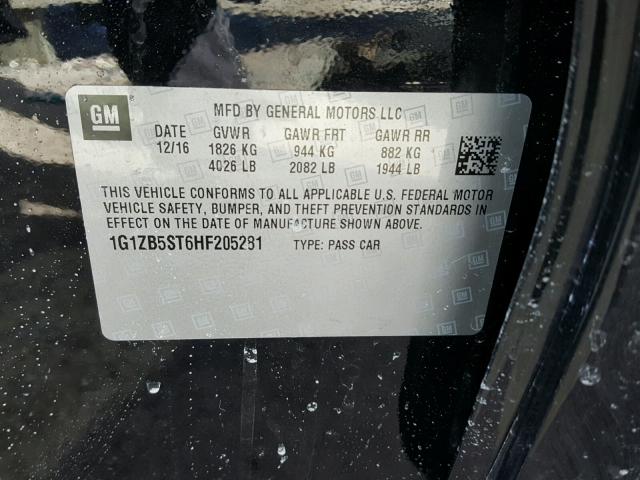 GM
MFD BY GENERAL MOTORS LLC
DATE GVWR GAWR FRT GAWR RR
12/16 1826 KG 944 KG 882 KG
4026 LB 2082 LB 1944 LB
THIS VEHICLE CONFORMS TO ALL APPLICABLE U.S. FEDERAL MOTOR
VEHICLE SAFETY, BUMPER, AND THEFT PREVENTION STANDARDS IN
EFFECT ON THE DATE OF MANUFACTURE SHOWN ABOVE.
1G1ZB5ST6HF205281 TYPE: PASS CAR